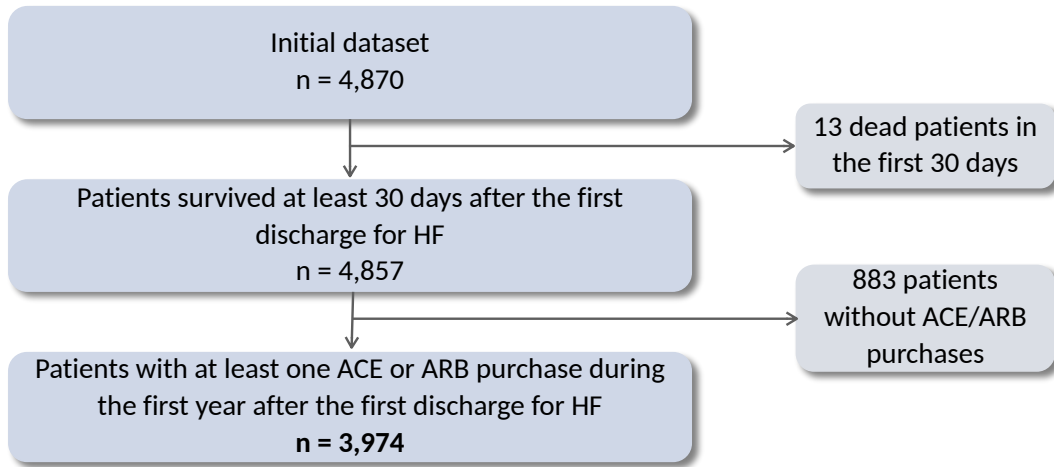 Initial dataset
n = 4,870
13 dead patients in
the first 30 days
Patients survived at least 30 days after the first
discharge for HF
n = 4,857
883 patients
without ACE/ARB
purchases
Patients with at least one ACE or ARB purchase during
the first year after the first discharge for HF
n = 3,974